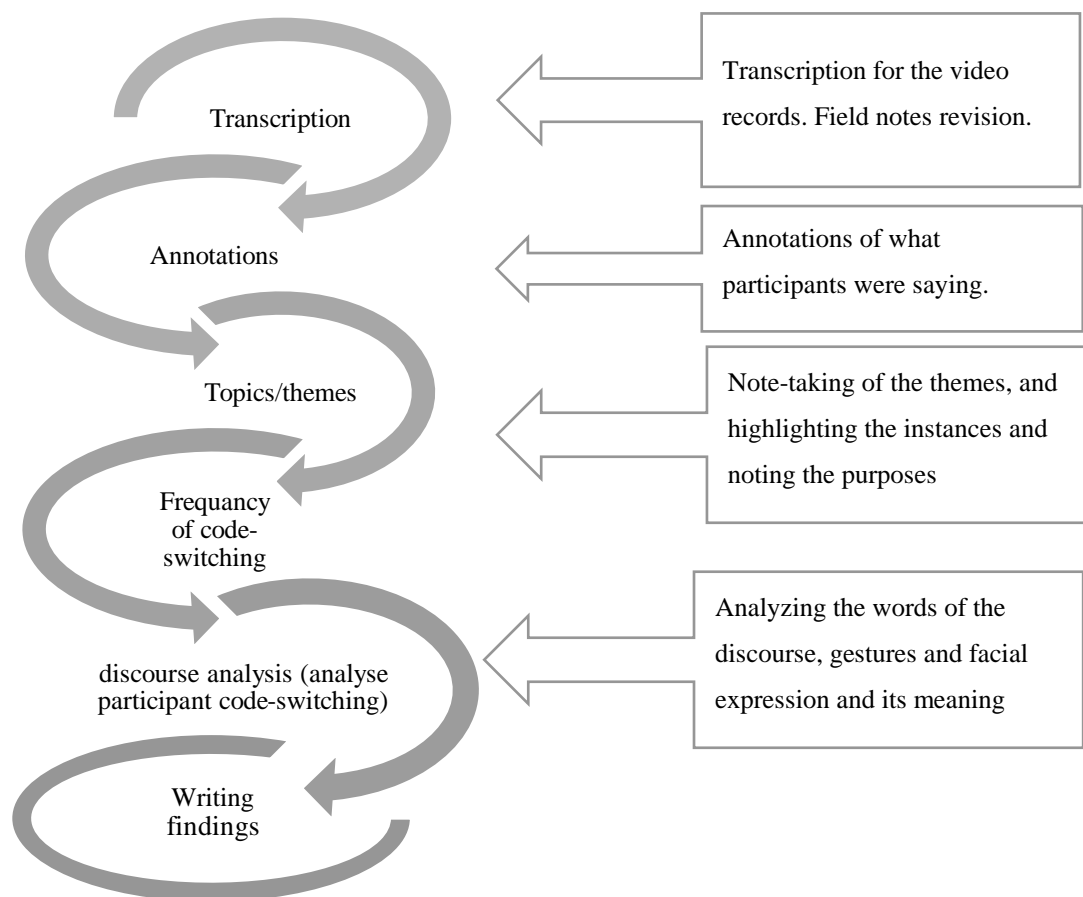 Transcription
Transcription for the video
records. Field notes revision.
Annotations
Annotations of what
participants were saying.
Topics/themes
Note-taking of the themes, and
highlighting the instances and
noting the purposes
Frequancy
of code-
switching
discourse analysis (analyse
participant code-switching)
Analyzing the words of the
discourse, gestures and facial
expression and its meaning
Writing
findings